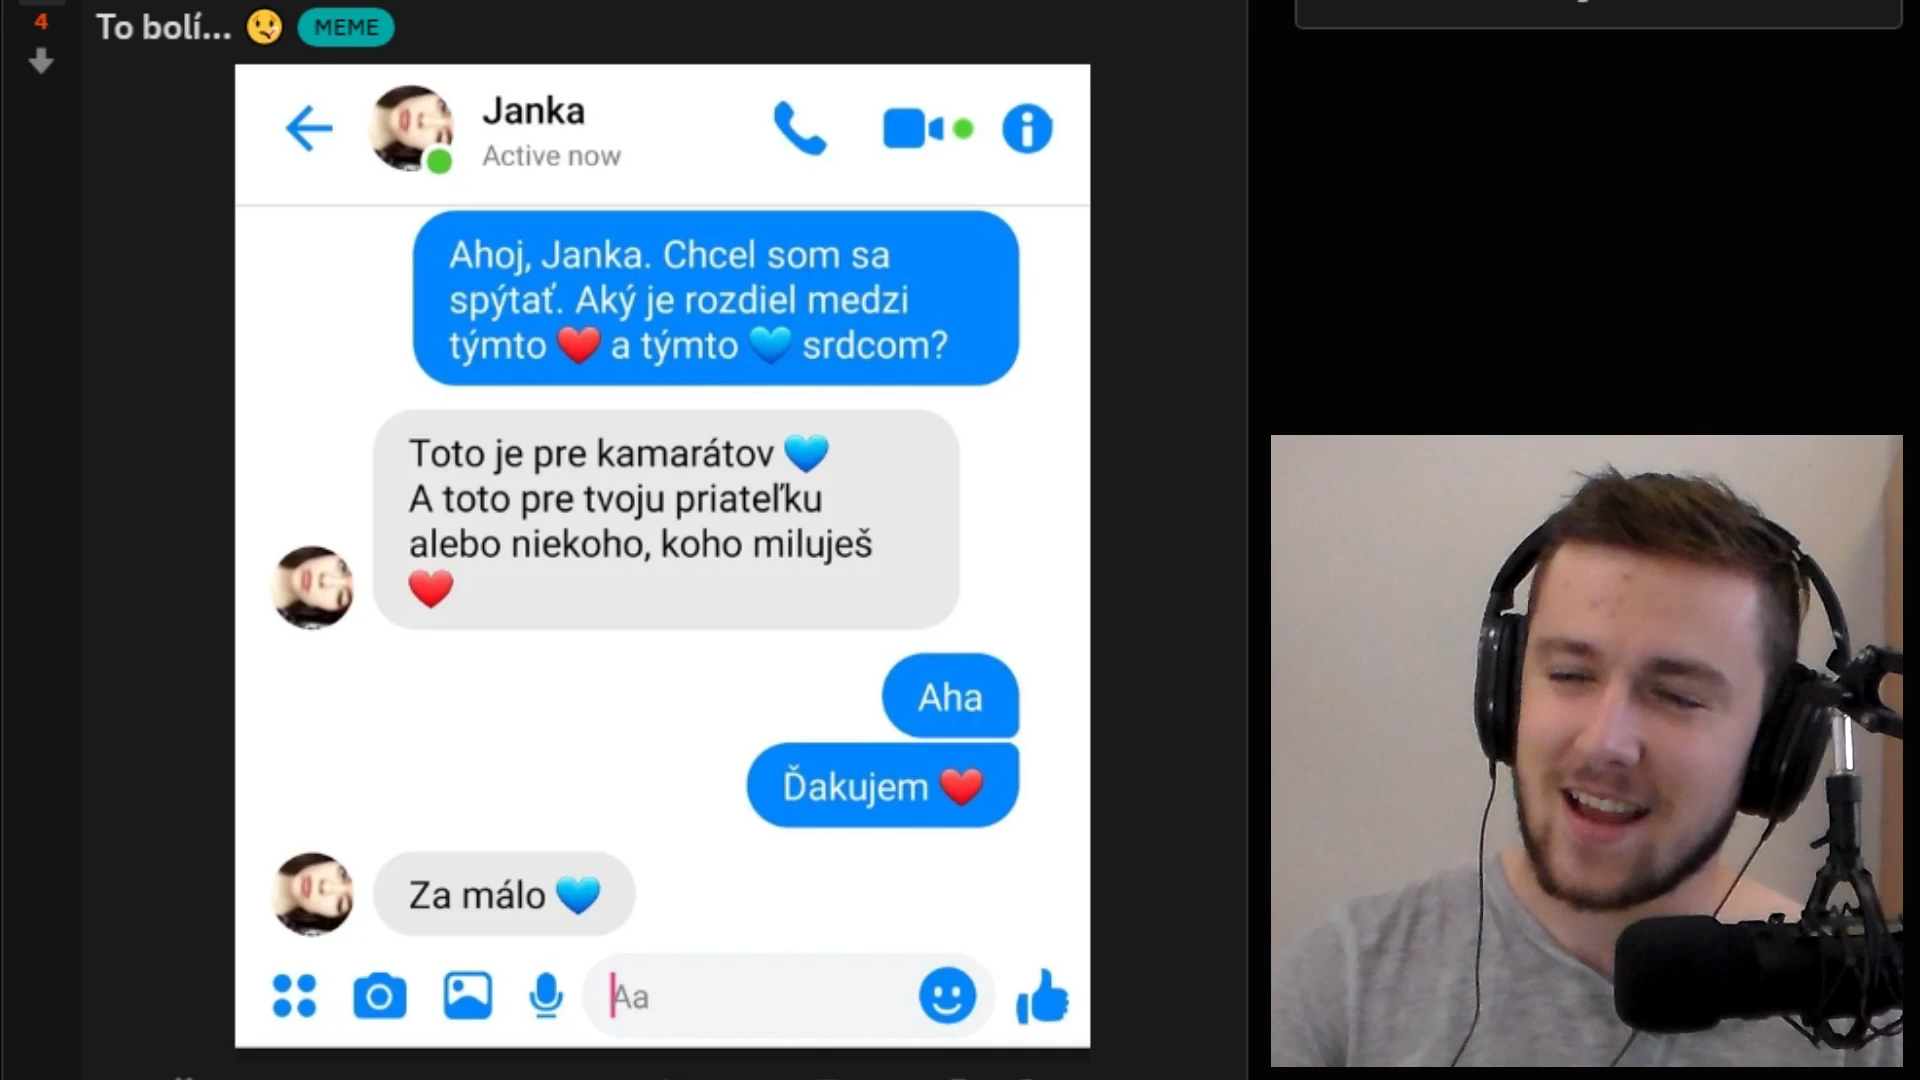 4
To bolí...
MEME
Janka
Active now
Ahoj, Janka. Chcel som sa
spýtať. Aký je rozdiel medzi
týmto ❤️ a týmto 💙 srdcom?
Toto je pre kamarátov 💙
A toto pre tvoju priateľku
alebo niekoho, koho miluješ
❤️
Aha
Ďakujem ❤️
Za málo 💙
Aa